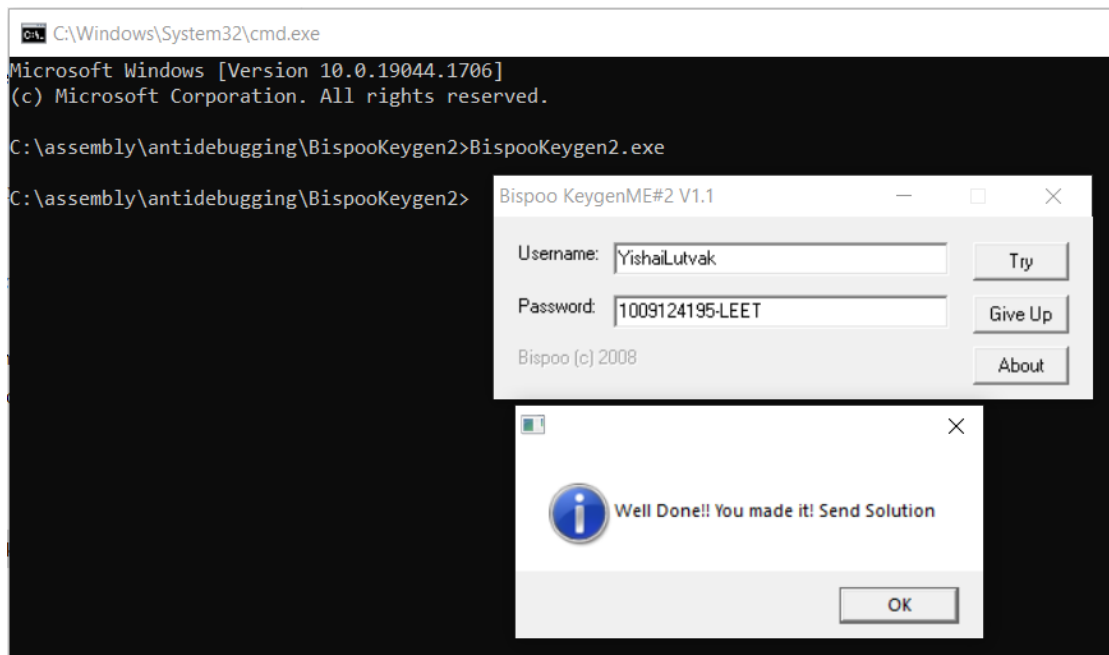 C:\Windows\System32\cmd.exe
Microsoft Windows [Version 10.0.19044.1706]
(c) Microsoft Corporation. All rights reserved.
C:\assembly\antidebugging\BispooKeygen2>BispooKeygen2.exe
C:\assembly\antidebugging\BispooKeygen2>
Bispoo KeygenME#2 V1.1
Username: YishaiLutvak Try
Password: 1009124195-LEET Give Up
Bispoo (c) 2008 About
Well Done!! You made it! Send Solution
OK